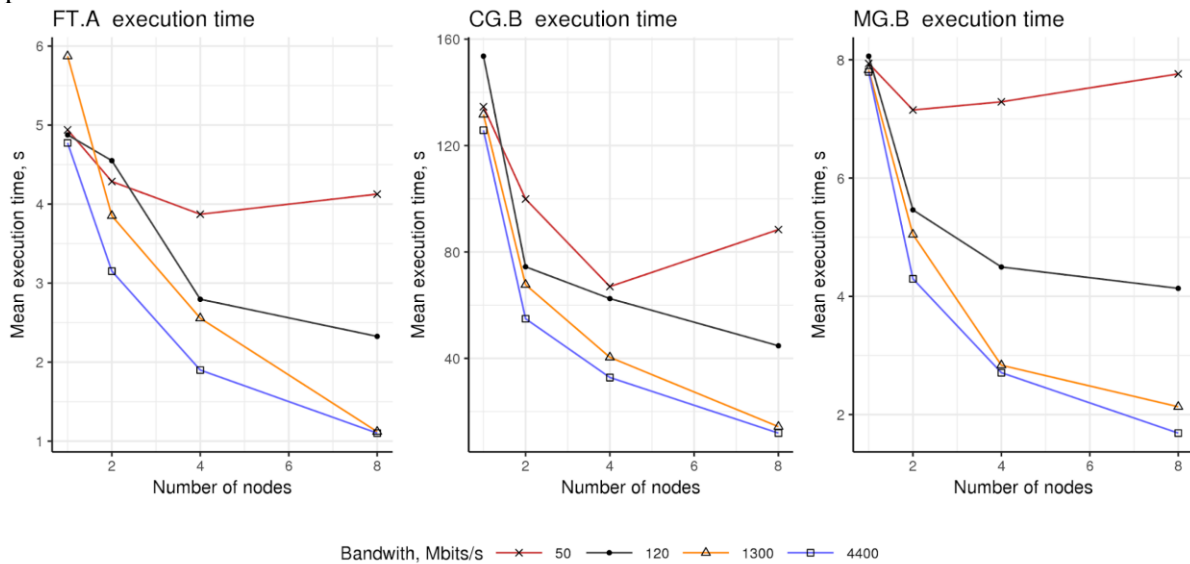 FT.A execution time
CG.B execution time
MG.B execution time
Mean execution time, s
6
5
4
3
2
1
2
4
6
8
Number of nodes
Mean execution time, s
160
120
80
40
2
4
6
8
Number of nodes
Mean execution time, s
8
6
4
2
2
4
6
8
Number of nodes
Bandwith, Mbits/s 50 120 1300 4400